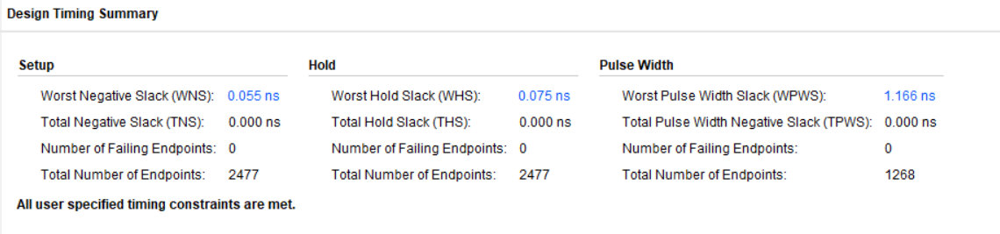 Design Timing Summary
Setup Hold Pulse Width
Worst Negative Slack (WNS): 0.055 ns Worst Hold Slack (WHS): 0.075 ns Worst Pulse Width Slack (WPWS): 1.166 ns
Total Negative Slack (TNS): 0.000 ns Total Hold Slack (THS): 0.000 ns Total Pulse Width Negative Slack (TPWS): 0.000 ns
Number of Failing Endpoints: 0 Number of Failing Endpoints: 0 Number of Failing Endpoints: 0
Total Number of Endpoints: 2477 Total Number of Endpoints: 2477 Total Number of Endpoints: 1268
All user specified timing constraints are met.